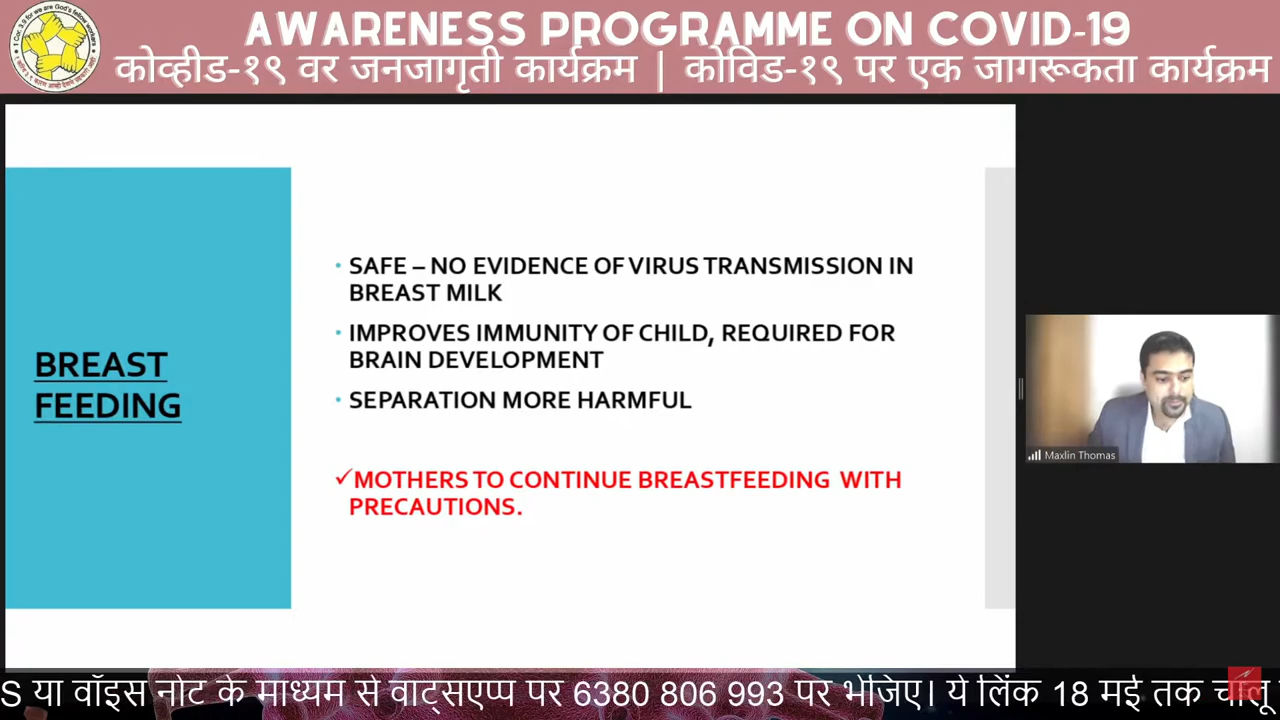 AWARENESS PROGRAMME ON COVID-19
कोव्हीड-१९ वर जनजागृती कार्यक्रम | कोविड-१९ पर एक जागरूकता कार्यक्रम
BREAST
FEEDING
• SAFE – NO EVIDENCE OF VIRUS TRANSMISSION IN
BREAST MILK
• IMPROVES IMMUNITY OF CHILD, REQUIRED FOR
BRAIN DEVELOPMENT
• SEPARATION MORE HARMFUL
✓MOTHERS TO CONTINUE BREASTFEEDING WITH
PRECAUTIONS.
Maxlin Thomas
S या वॉइस नोट के माध्यम से वाट्सएप्प पर 6380 806 993 पर भेजिए। ये लिंक 18 मई तक चालू